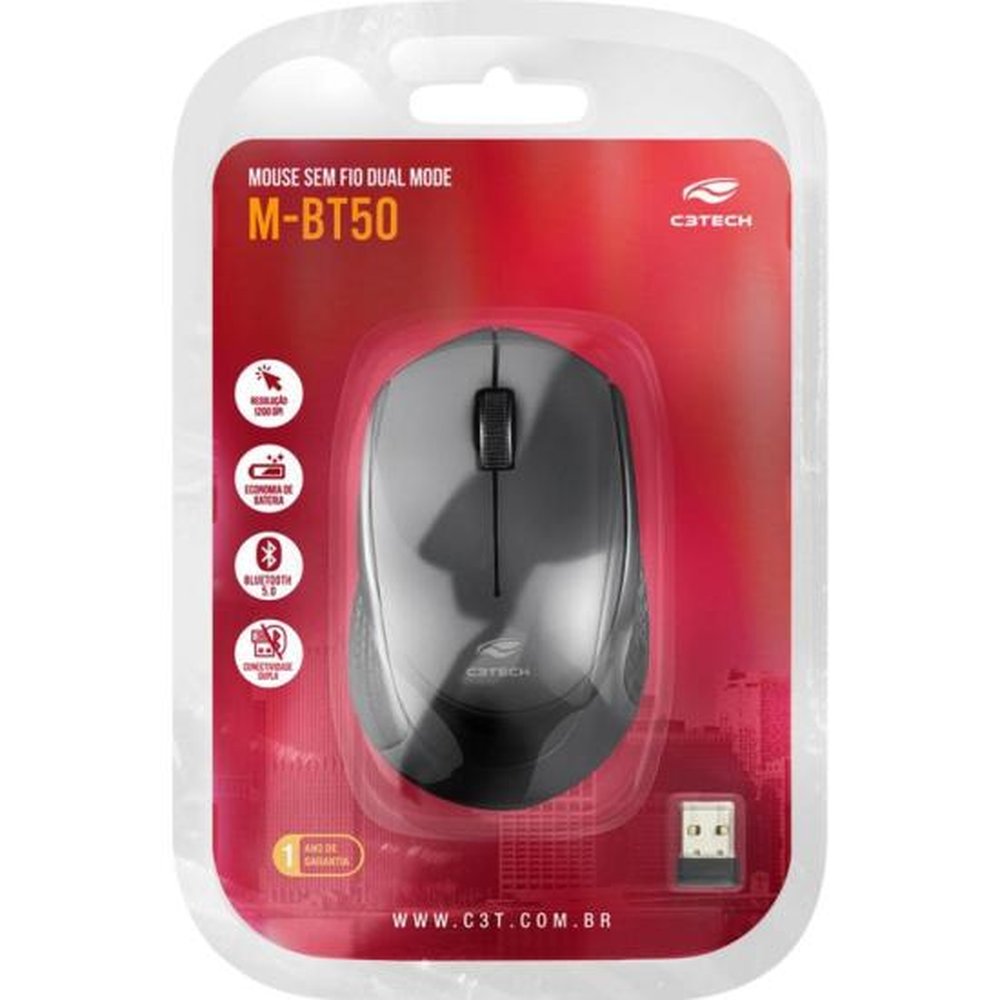 MOUSE SEM FIO DUAL MODE
M-BT50
C3TECH
RESOLUÇÃO
1200 DPI
ECONOMIA DE
BATERIA
BLUETOOTH
5.0
CONECTIVIDADE
DUPLA
C3TECH
1 ANO DE
GARANTIA
WWW.C3T.COM.BR